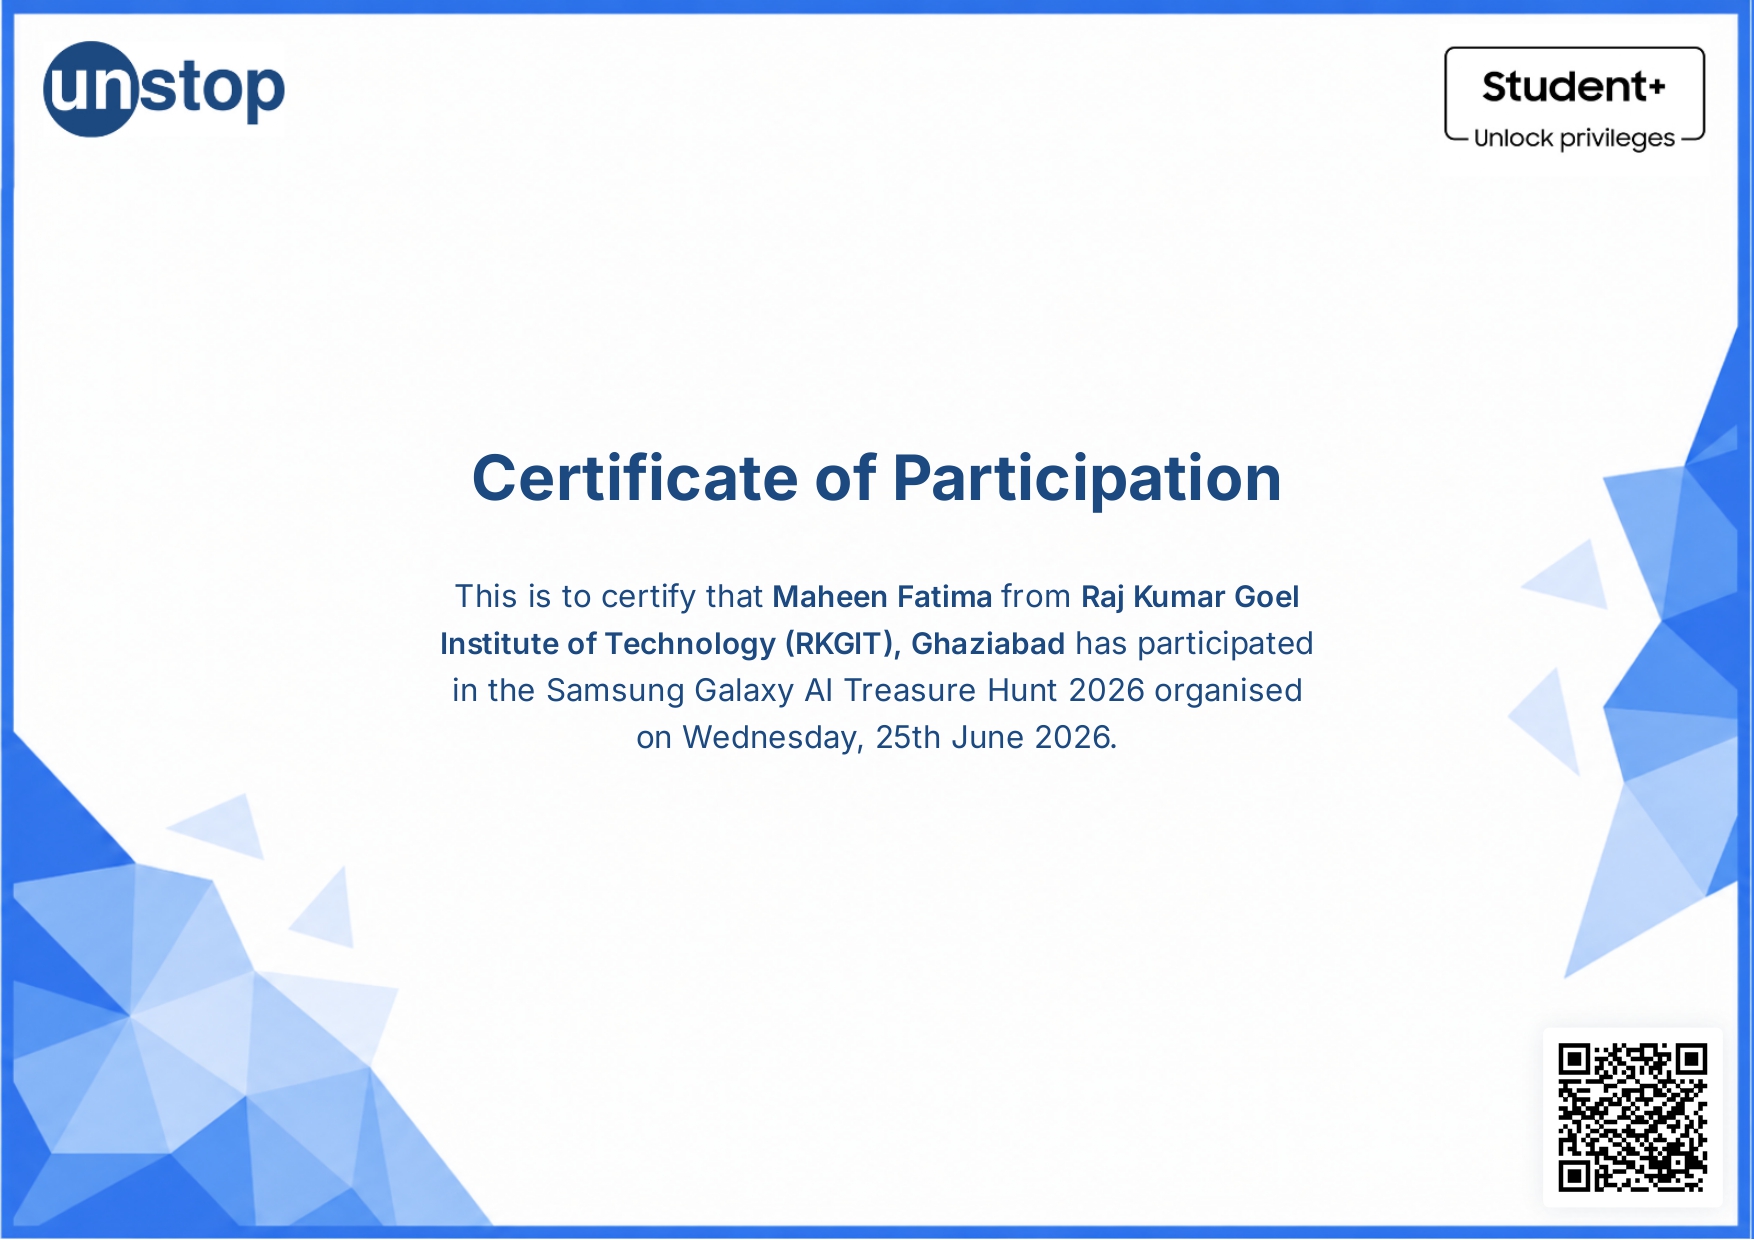 unstop
Student+
Unlock privileges
Certificate of Participation
This is to certify that Maheen Fatima from Raj Kumar Goel
Institute of Technology (RKGIT), Ghaziabad has participated
in the Samsung Galaxy AI Treasure Hunt 2026 organised
on Wednesday, 25th June 2026.